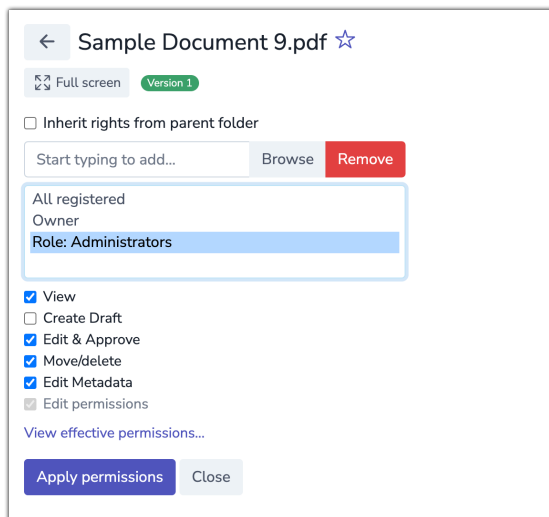 Sample Document 9.pdf
Full screen Version 1
Inherit rights from parent folder
Start typing to add... Browse Remove
All registered
Owner
Role: Administrators
View
Create Draft
Edit & Approve
Move/delete
Edit Metadata
Edit permissions
View effective permissions...
Apply permissions Close